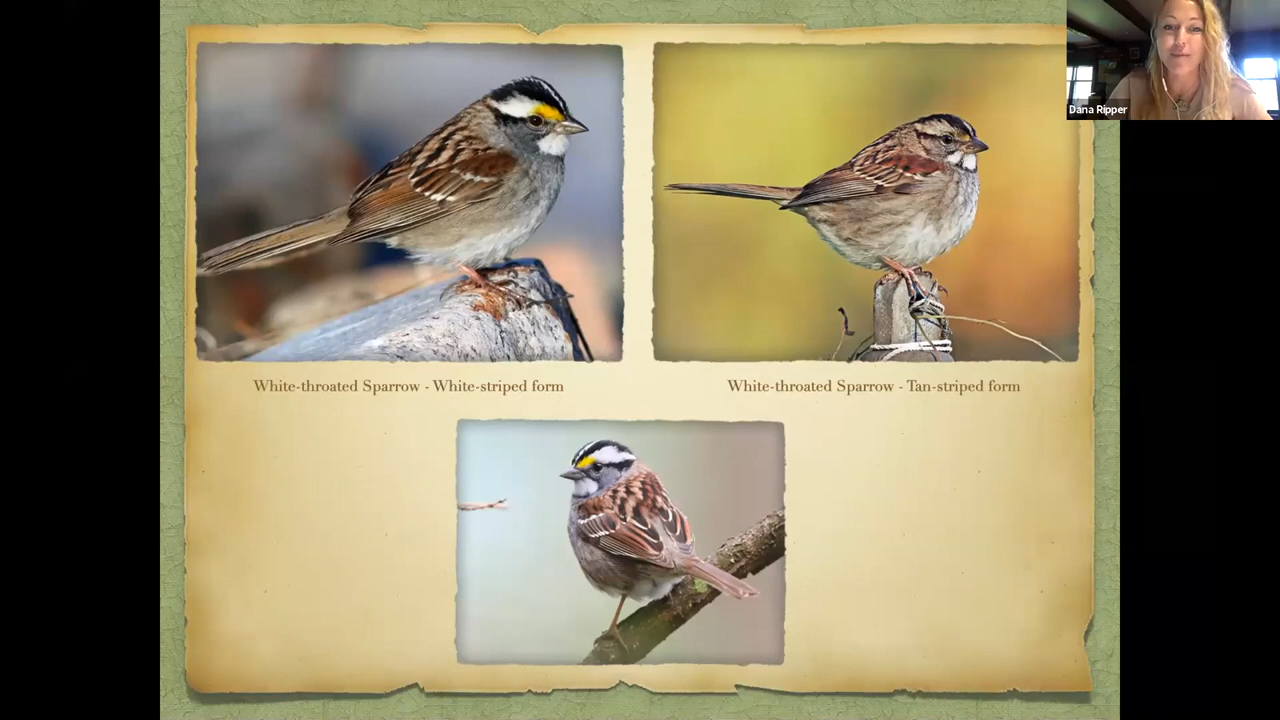 Dana Ripper
White-throated Sparrow - White-striped form
White-throated Sparrow - Tan-striped form